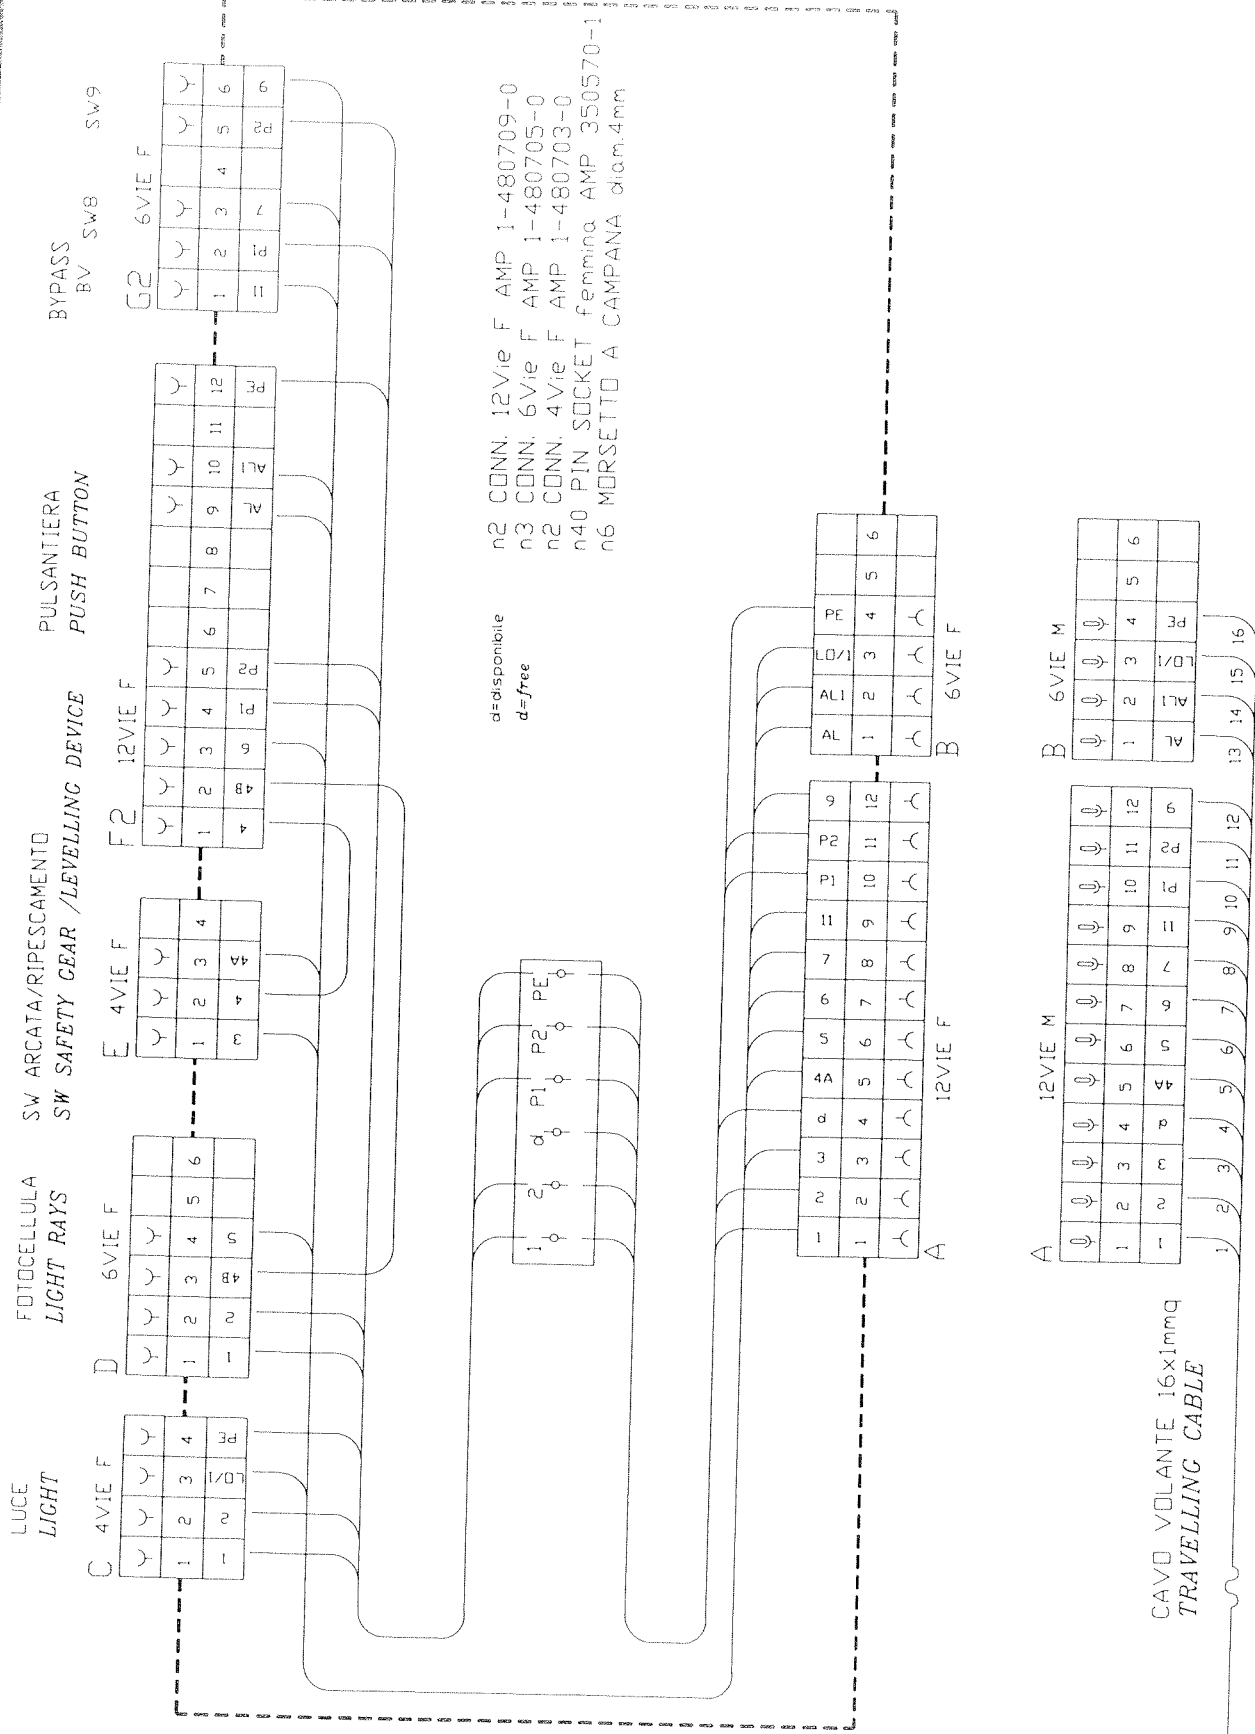 LUCE
LIGHT
C 4VIE F
1 2 3 4
1 2 LO/1 PE
FOTOCELLULA
LIGHT RAYS
D 6VIE F
1 2 3 4 5 6
1 2 4B 5
SW ARCATA/RIPESCAMENTO
SW SAFETY GEAR /LEVELLING DEVICE
E 4VIE F
1 2 3 4
3 4 4A
PULSANTIERA
PUSH BUTTON
F2 12VIE F
1 2 3 4 5 6 7 8 9 10 11 12
4 4B 6 P1 P2 AL AL1 PE
BYPASS
BV SW8 SW9
G2 6VIE F
1 2 3 4 5 6
11 P1 7 P2 9
d=disponibile
d=free
n2 CONN. 12Vie F AMP 1-480709-0
n3 CONN. 6Vie F AMP 1-480705-0
n2 CONN. 4Vie F AMP 1-480703-0
n40 PIN SOCKET femmina AMP 350570-1
n6 MORSETTO A CAMPANA diam.4mm
1 2 d P1 P2 PE
1 2 3 d 4A 5 6 7 11 P1 P2 9
1 2 3 4 5 6 7 8 9 10 11 12
A 12VIE F
AL AL1 LO/1 PE
1 2 3 4 5 6
B 6VIE F
A 12VIE M
1 2 3 4 5 6 7 8 9 10 11 12
1 2 3 d 4A 5 6 7 11 P1 P2 9
1 2 3 4 5 6 7 8 9 10 11 12
B 6VIE M
1 2 3 4 5 6
AL AL1 LO/1 PE
13 14 15 16
CAVO VOLANTE 16x1mmq
TRAVELLING CABLE